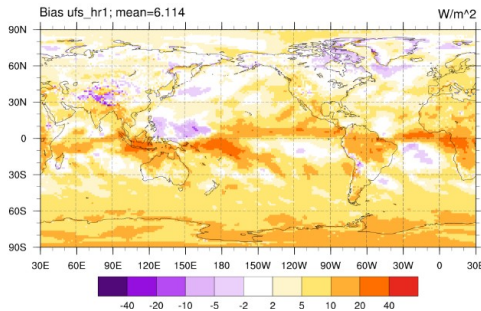 Bias ufs_hr1; mean=6.114 W/m^2
90N
60N
30N
0
30S
60S
90S
30E 60E 90E 120E 150E 180 150W 120W 90W 60W 30W 0 30E
-40 -20 -10 -5 -2 2 5 10 20 40